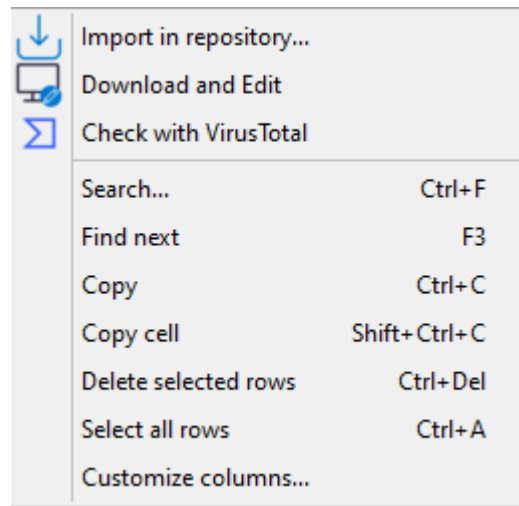 Import in repository...
Download and Edit
Check with VirusTotal
Search... Ctrl+F
Find next F3
Copy Ctrl+C
Copy cell Shift+Ctrl+C
Delete selected rows Ctrl+Del
Select all rows Ctrl+A
Customize columns...